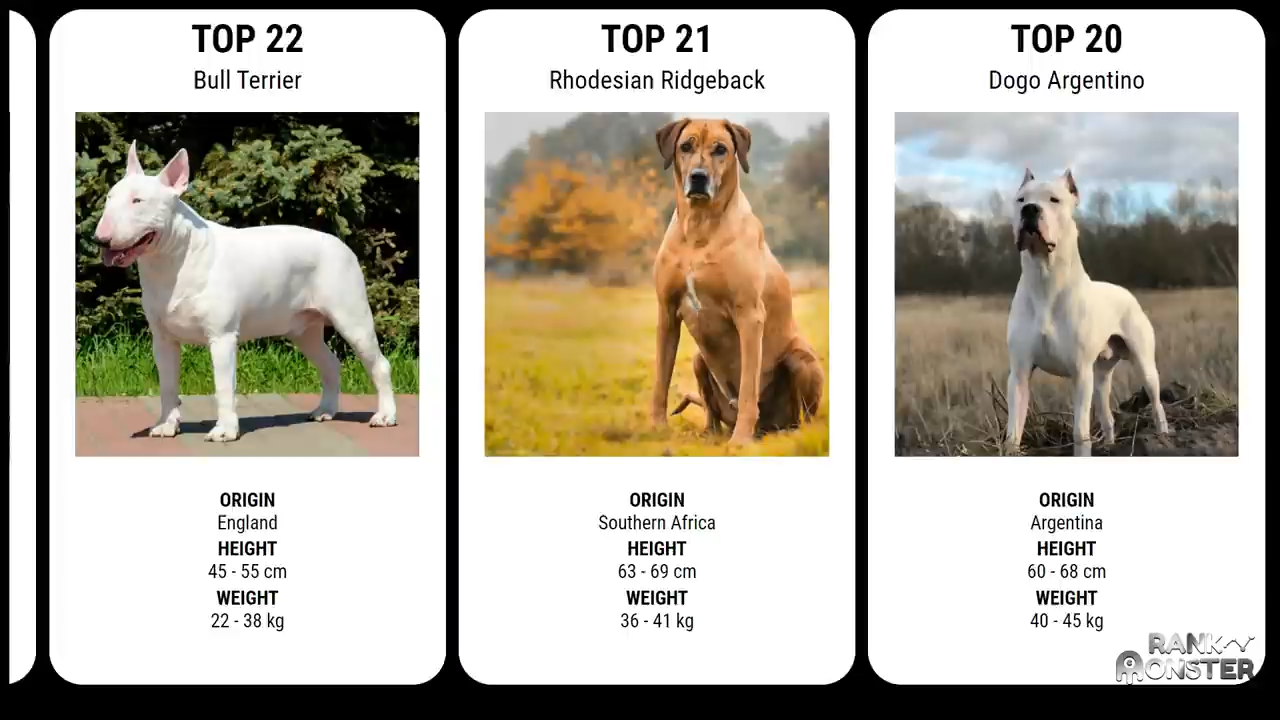 TOP 22
Bull Terrier
ORIGIN
England
HEIGHT
45 - 55 cm
WEIGHT
22 - 38 kg
TOP 21
Rhodesian Ridgeback
ORIGIN
Southern Africa
HEIGHT
63 - 69 cm
WEIGHT
36 - 41 kg
TOP 20
Dogo Argentino
ORIGIN
Argentina
HEIGHT
60 - 68 cm
WEIGHT
40 - 45 kg
RANK
MONSTER